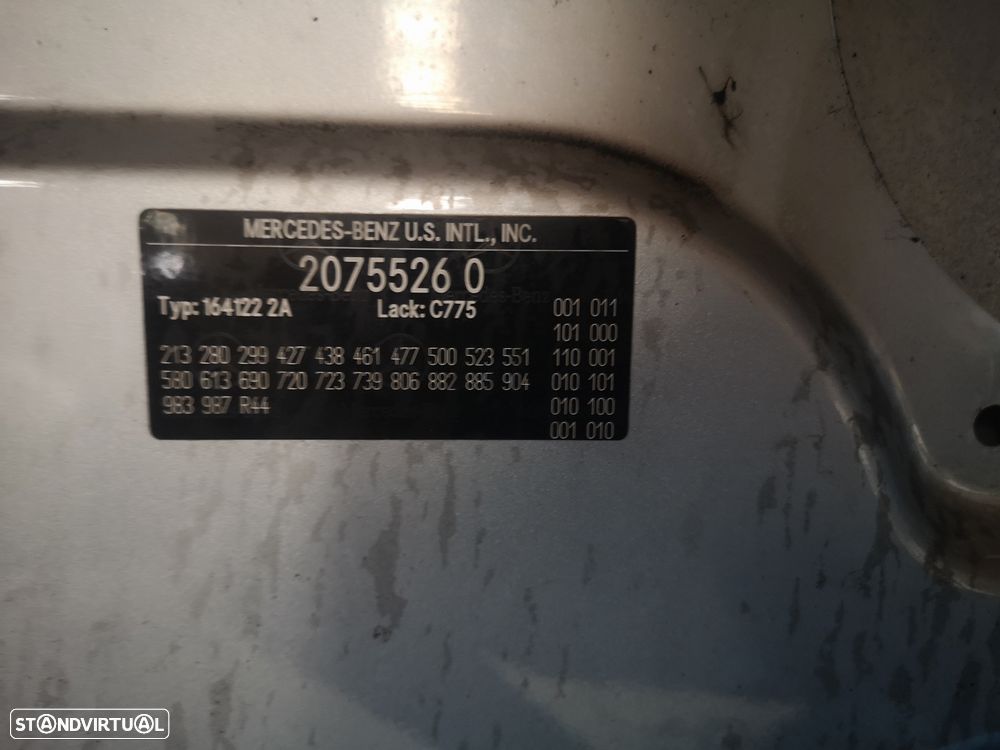 MERCEDES-BENZ U.S. INTL., INC.
2075526 0
Typ: 164122 2A Lack: C775
001 011
101 000
213 280 299 427 438 461 477 500 523 551 110 001
580 613 690 720 723 739 806 882 885 904 010 101
983 987 R44 010 100
001 010
STANDVIRTUAL